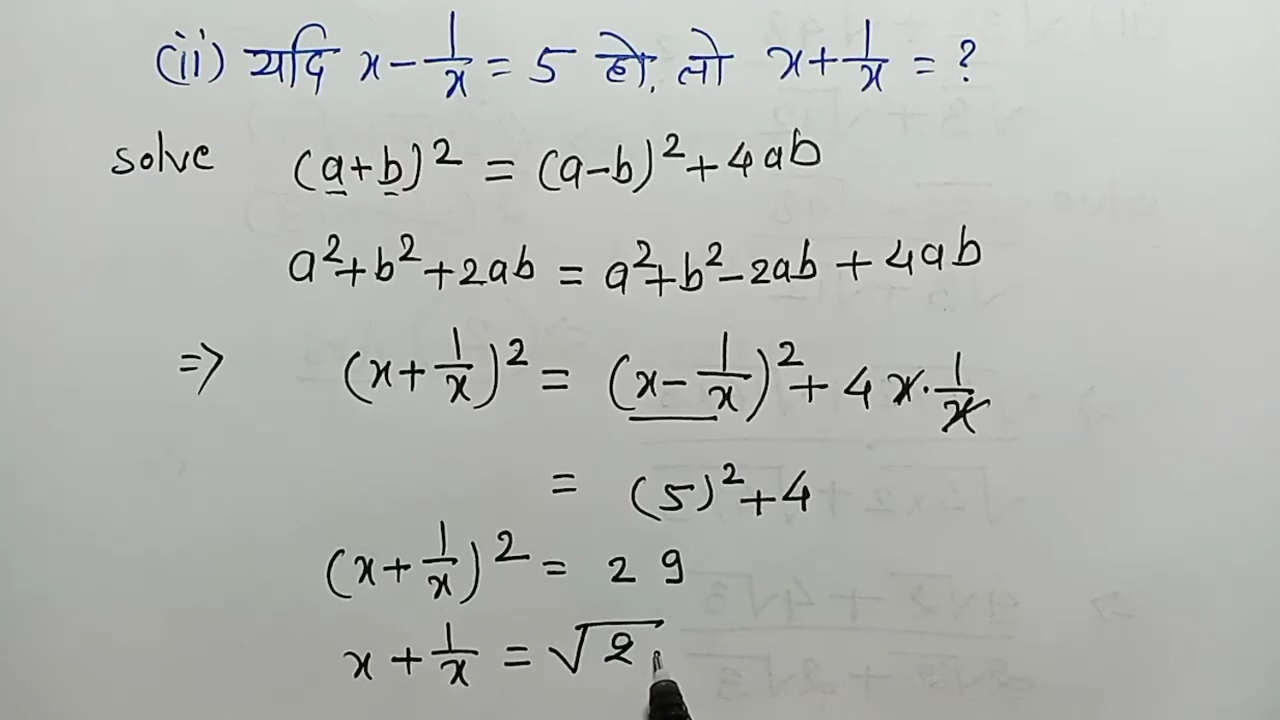 (ii) यदि x - 1/x = 5 हो, तो x + 1/x = ?
solve (a+b)² = (a-b)² + 4ab
a² + b² + 2ab = a² + b² - 2ab + 4ab
=> (x + 1/x)² = (x - 1/x)² + 4x · 1/x
= (5)² + 4
(x + 1/x)² = 29
x + 1/x = √2